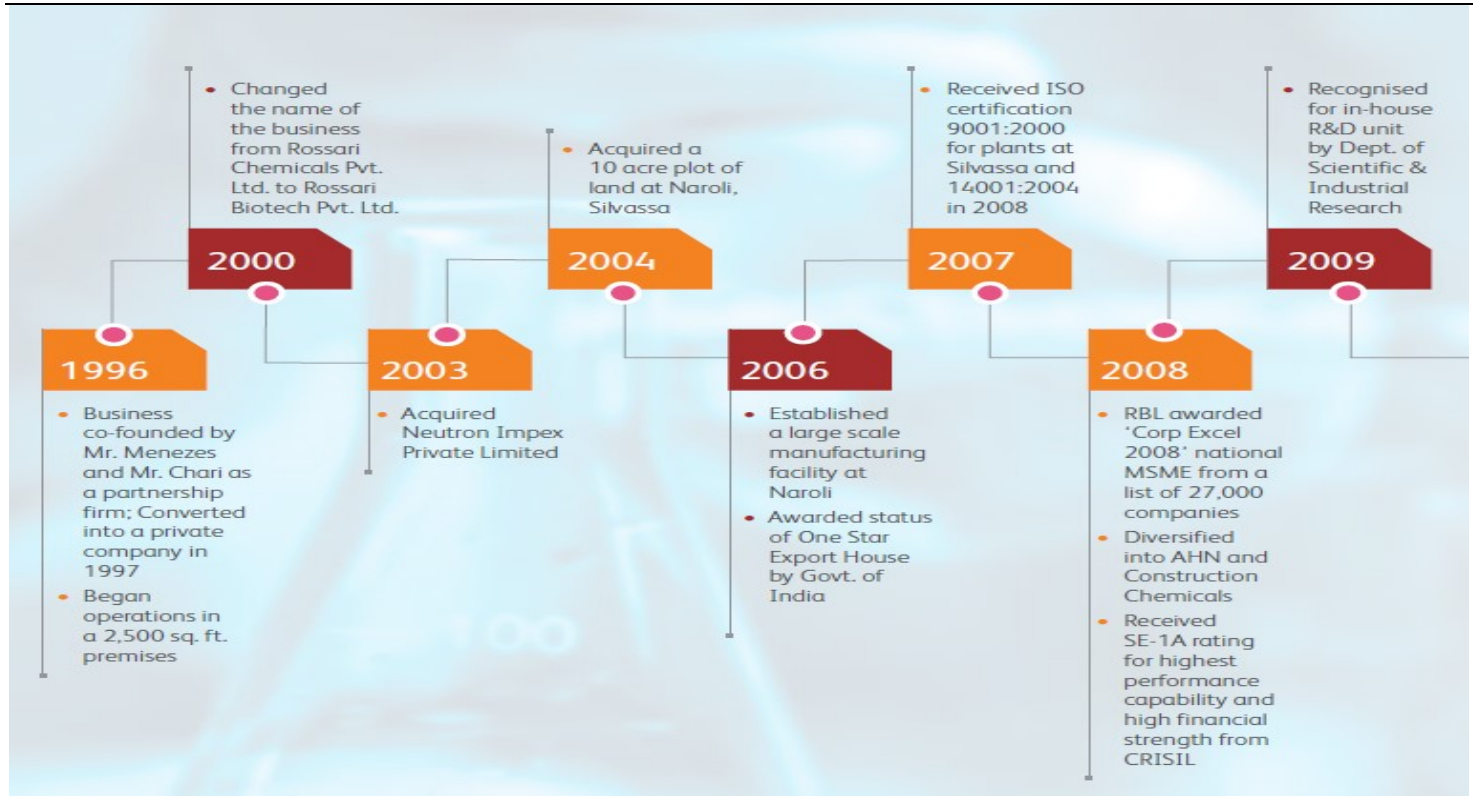 1996
• Business
co-founded by
Mr. Menezes
and Mr. Chari as
a partnership
firm; Converted
into a private
company in
1997
• Began
operations in
a 2,500 sq. ft.
premises
• Changed
the name of
the business
from Rossari
Chemicals Pvt.
Ltd. to Rossari
Biotech Pvt. Ltd.
2000
2003
• Acquired
Neutron Impex
Private Limited
• Acquired a
10 acre plot of
land at Naroli,
Silvassa
2004
2006
• Established
a large scale
manufacturing
facility at
Naroli
• Awarded status
of One Star
Export House
by Govt. of
India
• Received ISO
certification
9001:2000
for plants at
Silvassa and
14001:2004
in 2008
2007
2008
• RBL awarded
‘Corp Excel
2008’ national
MSME from a
list of 27,000
companies
• Diversified
into AHN and
Construction
Chemicals
• Received
SE-1A rating
for highest
performance
capability and
high financial
strength from
CRISIL
• Recognised
for in-house
R&D unit
by Dept. of
Scientific &
Industrial
Research
2009
100